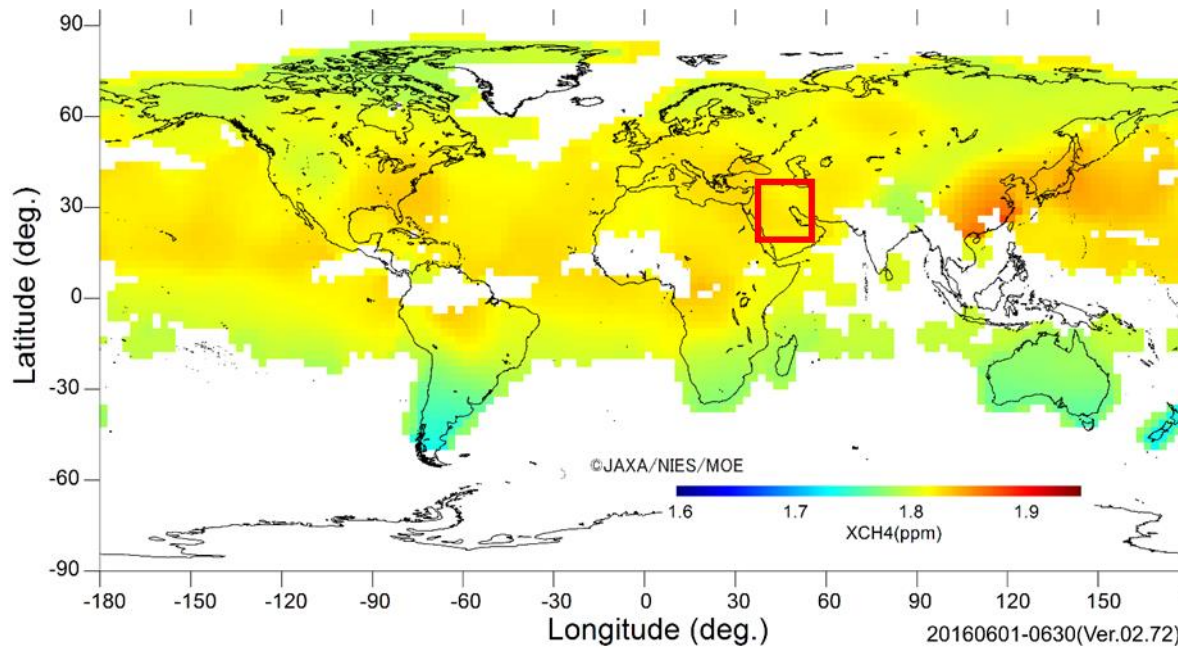 90
60
30
0
-30
-60
-90
Latitude (deg.)
©JAXA/NIES/MOE
1.6 1.7 1.8 1.9
XCH4(ppm)
-180 -150 -120 -90 -60 -30 0 30 60 90 120 150
Longitude (deg.)
20160601-0630(Ver.02.72)